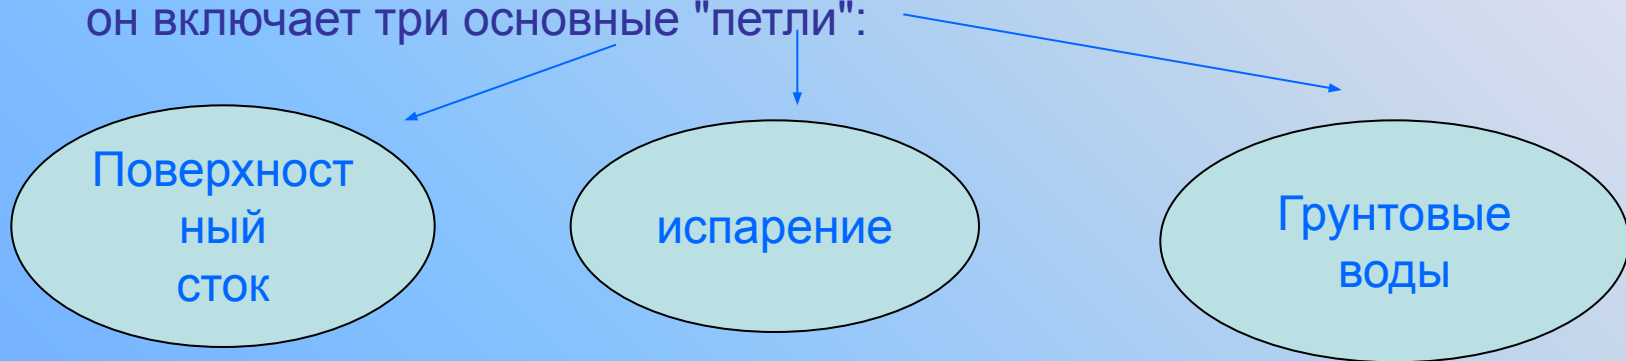 он включает три основные "петли":
Поверхност
ный
сток
испарение
Грунтовые
воды